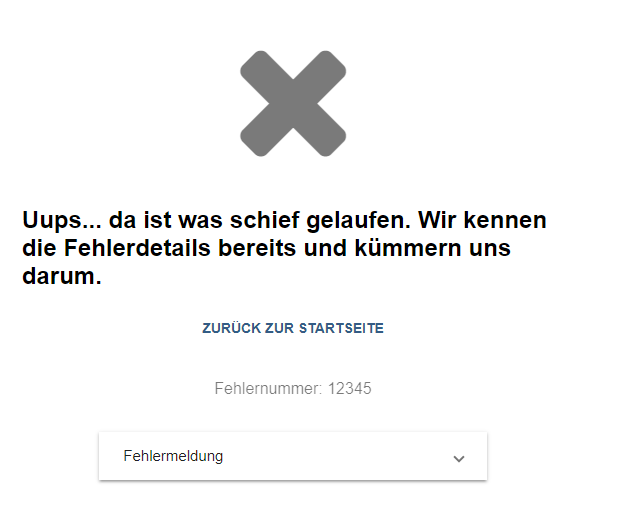 Uups... da ist was schief gelaufen. Wir kennen
die Fehlerdetails bereits und kümmern uns
darum.
ZURÜCK ZUR STARTSEITE
Fehlernummer: 12345
Fehlermeldung